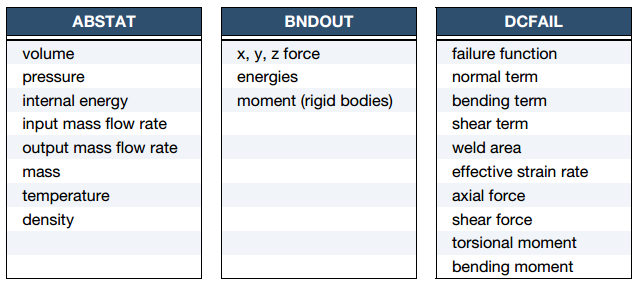 ABSTAT
volume
pressure
internal energy
input mass flow rate
output mass flow rate
mass
temperature
density
BNDOUT
x, y, z force
energies
moment (rigid bodies)
DCFAIL
failure function
normal term
bending term
shear term
weld area
effective strain rate
axial force
shear force
torsional moment
bending moment